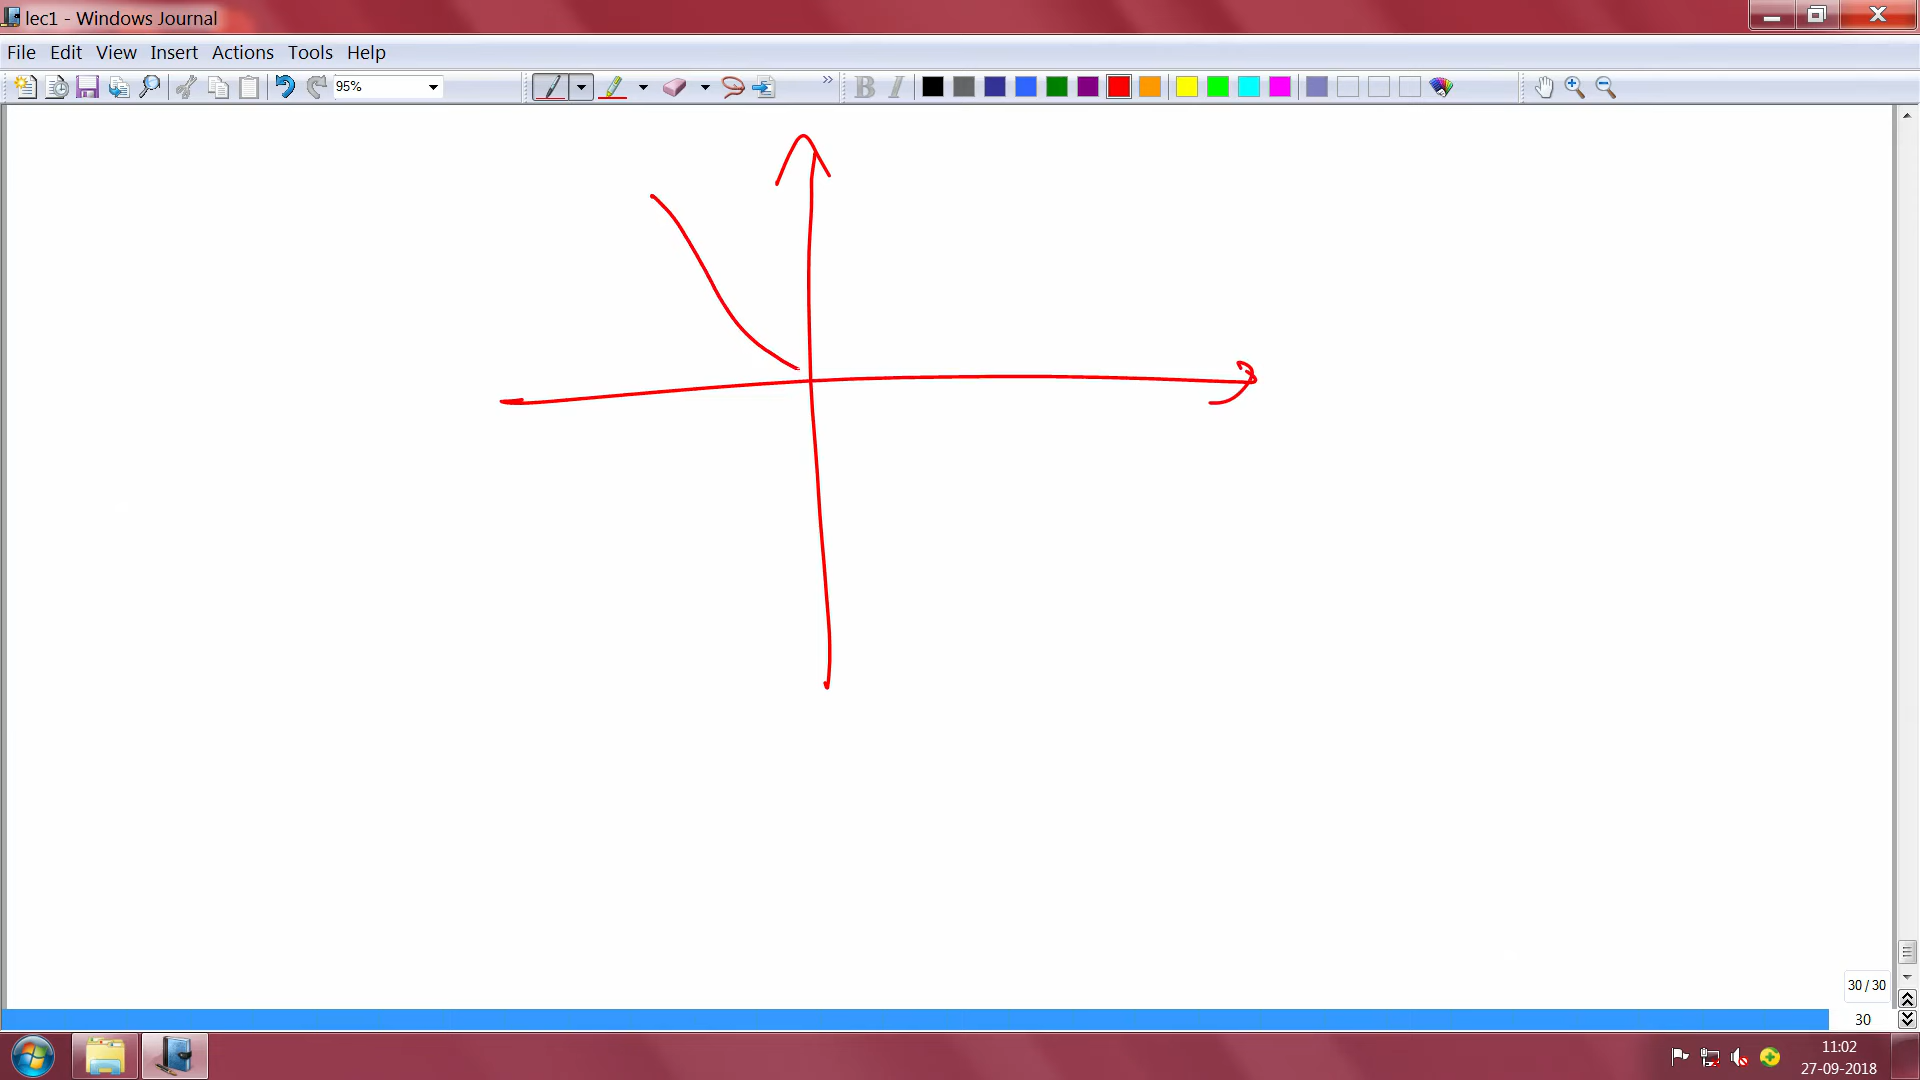 lec1 - Windows Journal
File Edit View Insert Actions Tools Help
95% » B I
30 / 30
30
11:02
27-09-2018